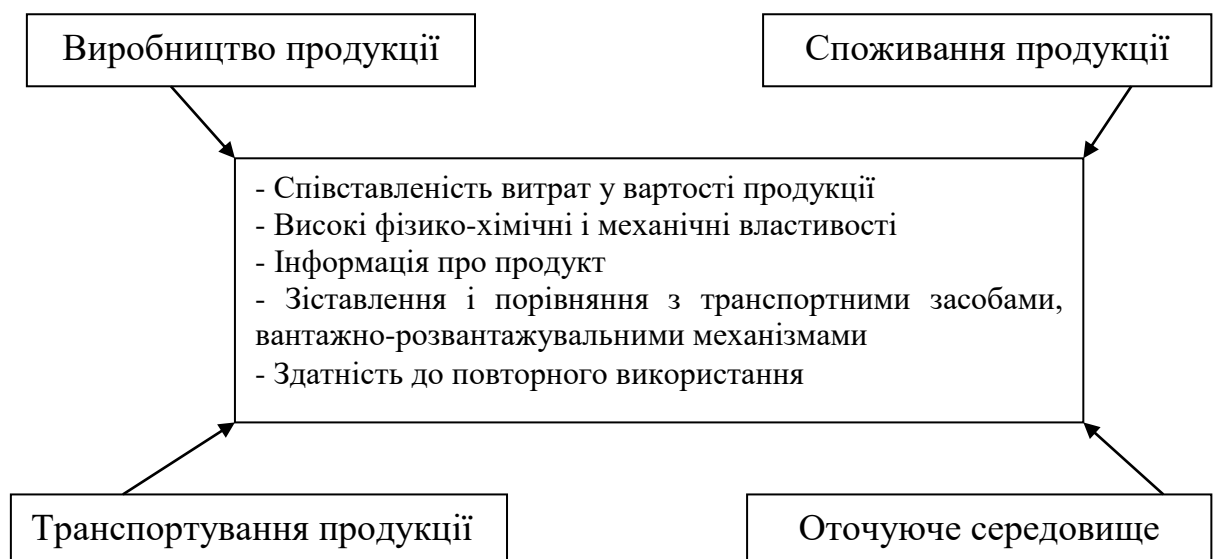 Виробництво продукції
Споживання продукції
- Співставленість витрат у вартості продукції
- Високі фізико-хімічні і механічні властивості
- Інформація про продукт
- Зіставлення і порівняння з транспортними засобами,
вантажно-розвантажувальними механізмами
- Здатність до повторного використання
Транспортування продукції
Оточуюче середовище